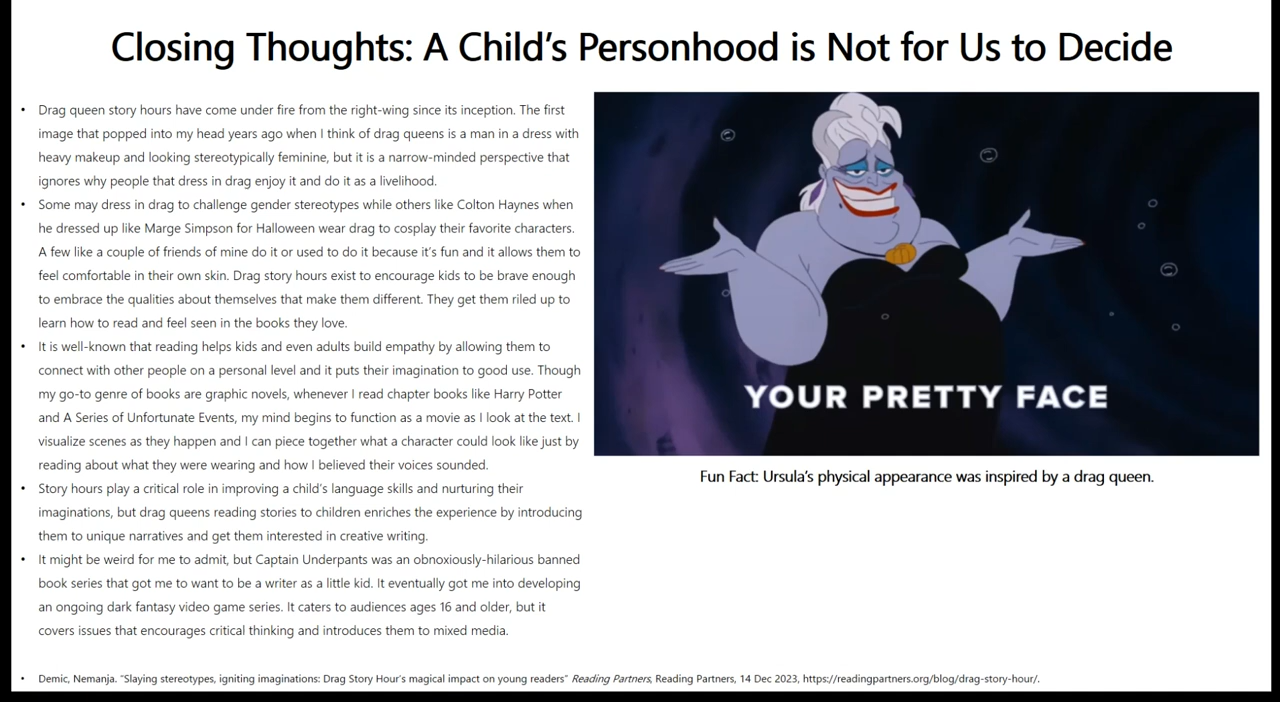 Closing Thoughts: A Child's Personhood is Not for Us to Decide
• Drag queen story hours have come under fire from the right-wing since its inception. The first
image that popped into my head years ago when I think of drag queens is a man in a dress with
heavy makeup and looking stereotypically feminine, but it is a narrow-minded perspective that
ignores why people that dress in drag enjoy it and do it as a livelihood.
• Some may dress in drag to challenge gender stereotypes while others like Colton Haynes when
he dressed up like Marge Simpson for Halloween wear drag to cosplay their favorite characters.
A few like a couple of friends of mine do it or used to do it because it's fun and it allows them to
feel comfortable in their own skin. Drag story hours exist to encourage kids to be brave enough
to embrace the qualities about themselves that make them different. They get them riled up to
learn how to read and feel seen in the books they love.
• It is well-known that reading helps kids and even adults build empathy by allowing them to
connect with other people on a personal level and it puts their imagination to good use. Though
my go-to genre of books are graphic novels, whenever I read chapter books like Harry Potter
and A Series of Unfortunate Events, my mind begins to function as a movie as I look at the text. I
visualize scenes as they happen and I can piece together what a character could look like just by
reading about what they were wearing and how I believed their voices sounded.
• Story hours play a critical role in improving a child's language skills and nurturing their
imaginations, but drag queens reading stories to children enriches the experience by introducing
them to unique narratives and get them interested in creative writing.
• It might be weird for me to admit, but Captain Underpants was an obnoxiously-hilarious banned
book series that got me to want to be a writer as a little kid. It eventually got me into developing
an ongoing dark fantasy video game series. It caters to audiences ages 16 and older, but it
covers issues that encourages critical thinking and introduces them to mixed media.
YOUR PRETTY FACE
Fun Fact: Ursula's physical appearance was inspired by a drag queen.
• Demic, Nemanja. "Slaying stereotypes, igniting imaginations: Drag Story Hour's magical impact on young readers" Reading Partners, Reading Partners, 14 Dec 2023, https://readingpartners.org/blog/drag-story-hour/.